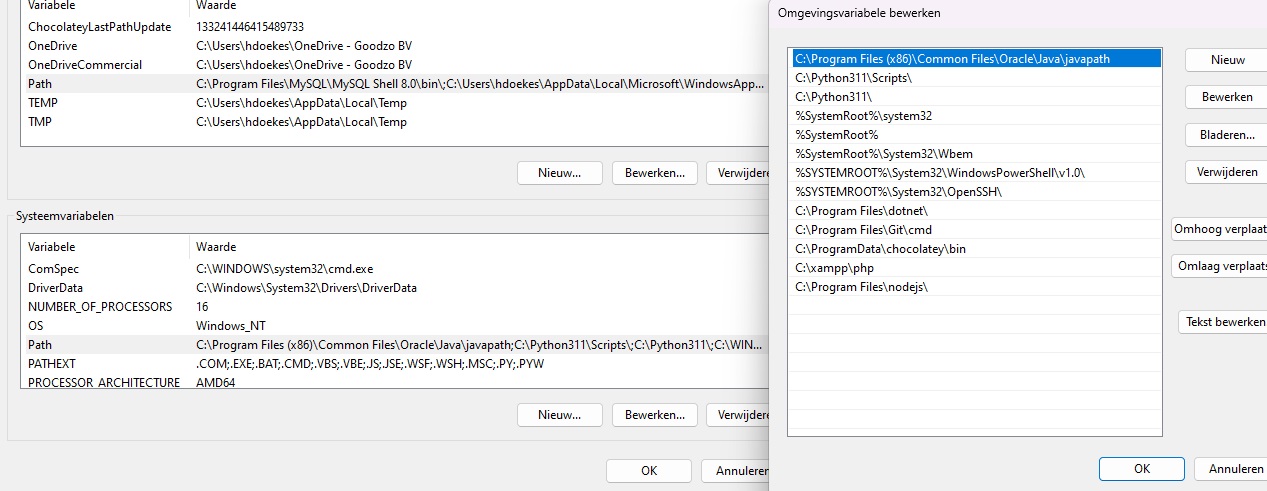 Variabele Waarde
ChocolateyLastPathUpdate 133241446415489733
OneDrive C:\Users\hdoekes\OneDrive - Goodzo BV
OneDriveCommercial C:\Users\hdoekes\OneDrive - Goodzo BV
Path C:\Program Files\MySQL\MySQL Shell 8.0\bin\;C:\Users\hdoekes\AppData\Local\Microsoft\WindowsApp...
TEMP C:\Users\hdoekes\AppData\Local\Temp
TMP C:\Users\hdoekes\AppData\Local\Temp
Nieuw... Bewerken... Verwijdere
Systeemvariabelen
Variabele Waarde
ComSpec C:\WINDOWS\system32\cmd.exe
DriverData C:\Windows\System32\Drivers\DriverData
NUMBER_OF_PROCESSORS 16
OS Windows_NT
Path C:\Program Files (x86)\Common Files\Oracle\Java\javapath;C:\Python311\Scripts\;C:\Python311\;C:\WIN...
PATHEXT .COM;.EXE;.BAT;.CMD;.VBS;.VBE;.JS;.JSE;.WSF;.WSH;.MSC;.PY;.PYW
PROCESSOR_ARCHITECTURE AMD64
Nieuw... Bewerken... Verwijdere
OK Annuleren
Omgevingsvariabele bewerken
C:\Program Files (x86)\Common Files\Oracle\Java\javapath
C:\Python311\Scripts\
C:\Python311\
%SystemRoot%\system32
%SystemRoot%
%SystemRoot%\System32\Wbem
%SYSTEMROOT%\System32\WindowsPowerShell\v1.0\
%SYSTEMROOT%\System32\OpenSSH\
C:\Program Files\dotnet\
C:\Program Files\Git\cmd
C:\ProgramData\chocolatey\bin
C:\xampp\php
C:\Program Files\nodejs\
Nieuw
Bewerken
Bladeren...
Verwijderen
Omhoog verplaat
Omlaag verplaats
Tekst bewerken
OK Annuleren